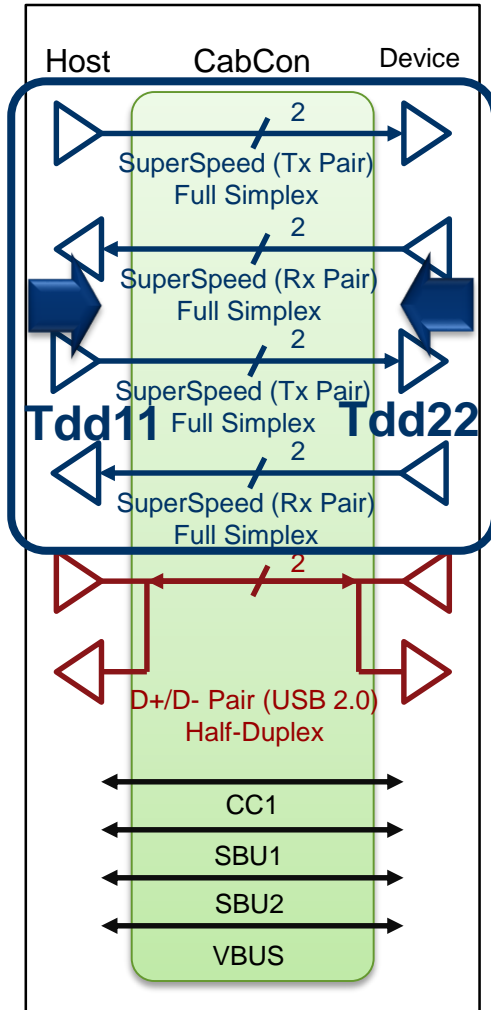 Host CabCon Device
2
SuperSpeed (Tx Pair)
Full Simplex
2
SuperSpeed (Rx Pair)
Full Simplex
2
SuperSpeed (Tx Pair)
Tdd11 Full Simplex Tdd22
2
SuperSpeed (Rx Pair)
Full Simplex
2
D+/D- Pair (USB 2.0)
Half-Duplex
CC1
SBU1
SBU2
VBUS